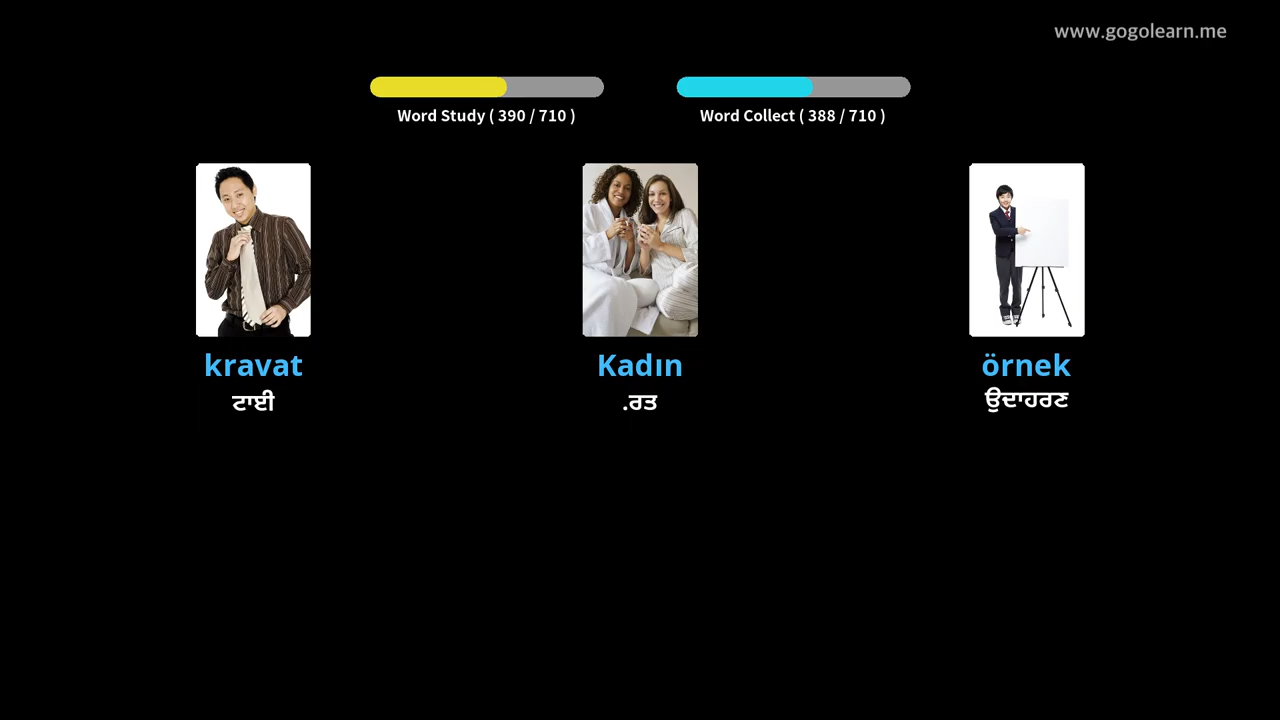 www.gogolearn.me
Word Study ( 390 / 710 )
Word Collect ( 388 / 710 )
kravat
ਟਾਈ
Kadın
.ਰਤ
örnek
ਉਦਾਹਰਣ